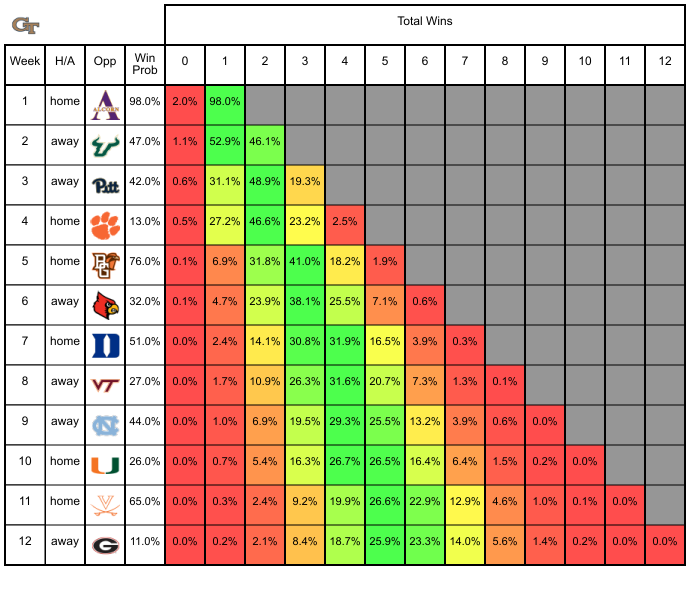 GT
Total Wins
Week H/A Opp Win Prob 0 1 2 3 4 5 6 7 8 9 10 11 12
1 home A ALCORN 98.0% 2.0% 98.0%
2 away 47.0% 1.1% 52.9% 46.1%
3 away Pitt 42.0% 0.6% 31.1% 48.9% 19.3%
4 home 13.0% 0.5% 27.2% 46.6% 23.2% 2.5%
5 home BG 76.0% 0.1% 6.9% 31.8% 41.0% 18.2% 1.9%
6 away 32.0% 0.1% 4.7% 23.9% 38.1% 25.5% 7.1% 0.6%
7 home D 51.0% 0.0% 2.4% 14.1% 30.8% 31.9% 16.5% 3.9% 0.3%
8 away VT 27.0% 0.0% 1.7% 10.9% 26.3% 31.6% 20.7% 7.3% 1.3% 0.1%
9 away NC 44.0% 0.0% 1.0% 6.9% 19.5% 29.3% 25.5% 13.2% 3.9% 0.6% 0.0%
10 home U 26.0% 0.0% 0.7% 5.4% 16.3% 26.7% 26.5% 16.4% 6.4% 1.5% 0.2% 0.0%
11 home V 65.0% 0.0% 0.3% 2.4% 9.2% 19.9% 26.6% 22.9% 12.9% 4.6% 1.0% 0.1% 0.0%
12 away G 11.0% 0.0% 0.2% 2.1% 8.4% 18.7% 25.9% 23.3% 14.0% 5.6% 1.4% 0.2% 0.0% 0.0%